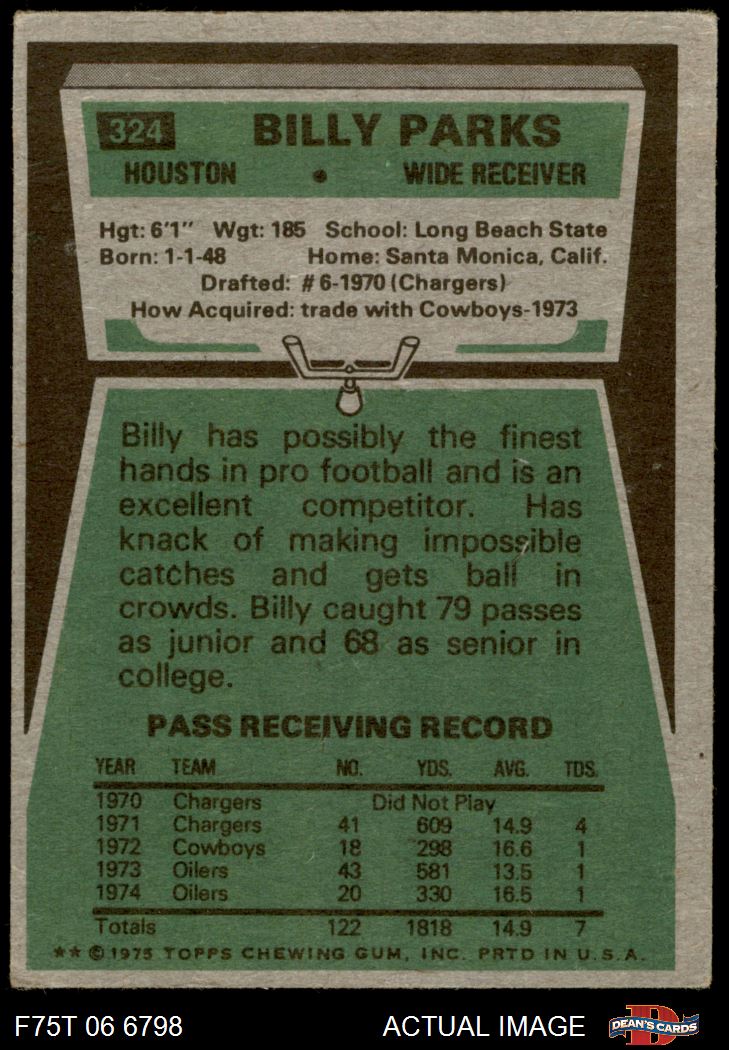 324 BILLY PARKS
HOUSTON • WIDE RECEIVER
Hgt: 6'1" Wgt: 185 School: Long Beach State
Born: 1-1-48 Home: Santa Monica, Calif.
Drafted: #6-1970 (Chargers)
How Acquired: trade with Cowboys-1973
Billy has possibly the finest
hands in pro football and is an
excellent competitor. Has
knack of making impossible
catches and gets ball in
crowds. Billy caught 79 passes
as junior and 68 as senior in
college.
PASS RECEIVING RECORD
YEAR TEAM NO. YDS. AVG. TDS.
1970 Chargers Did Not Play
1971 Chargers 41 609 14.9 4
1972 Cowboys 18 298 16.6 1
1973 Oilers 43 581 13.5 1
1974 Oilers 20 330 16.5 1
Totals 122 1818 14.9 7
** © 1975 TOPPS CHEWING GUM, INC. PRTD IN U.S.A.
F75T 06 6798 ACTUAL IMAGE D DEAN'S CARDS